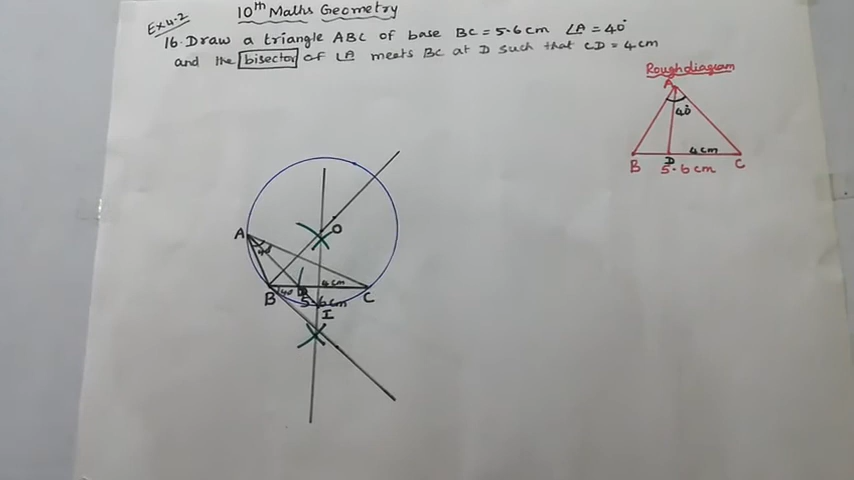 10th Maths Geometry
Ex 4.2
16. Draw a triangle ABC of base BC = 5.6 cm ∠A = 40°
and the bisector of ∠A meets BC at D such that CD = 4 cm
Rough diagram
A
40°
4 cm
B D C
5.6 cm
O
A
40°
4 cm
B 40° D C
5.6 cm
I